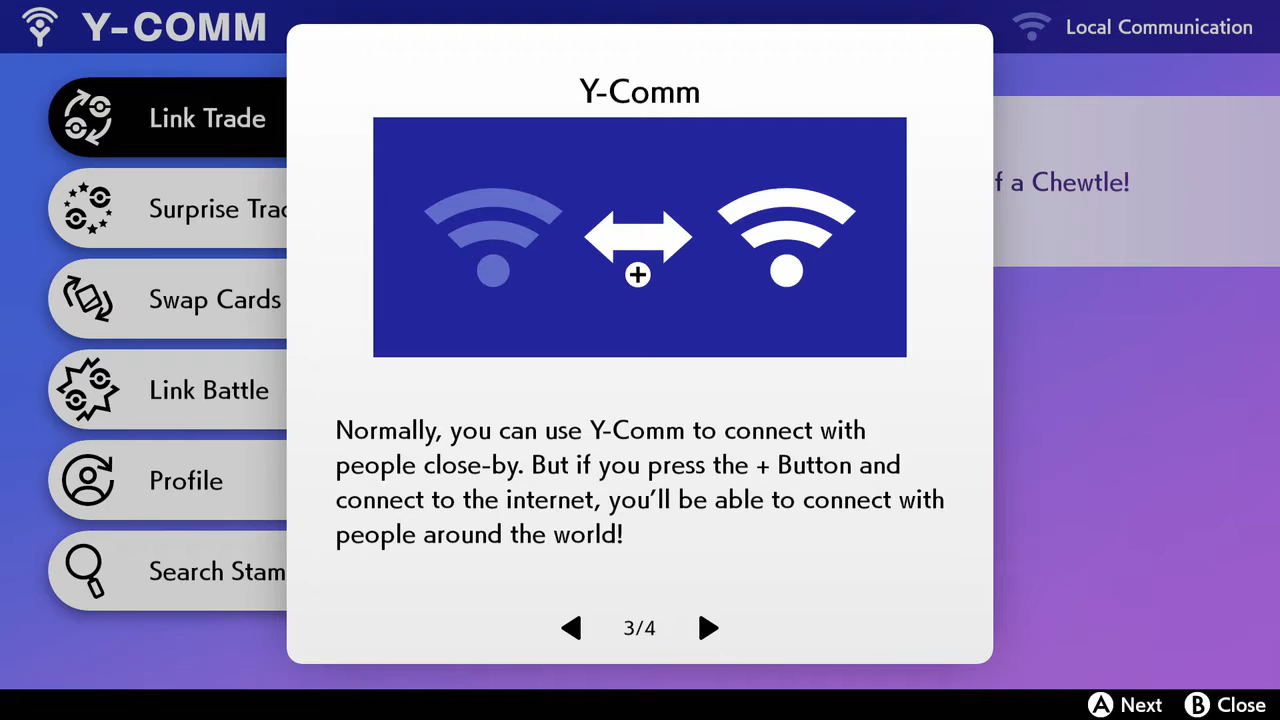 Y-COMM
Local Communication
Link Trade
Surprise
Swap Cards
Link Battle
Profile
Search
a Chewtle!
Y-Comm
Normally, you can use Y-Comm to connect with
people close-by. But if you press the + Button and
connect to the internet, you'll be able to connect with
people around the world!
3/4
A Next
B Close